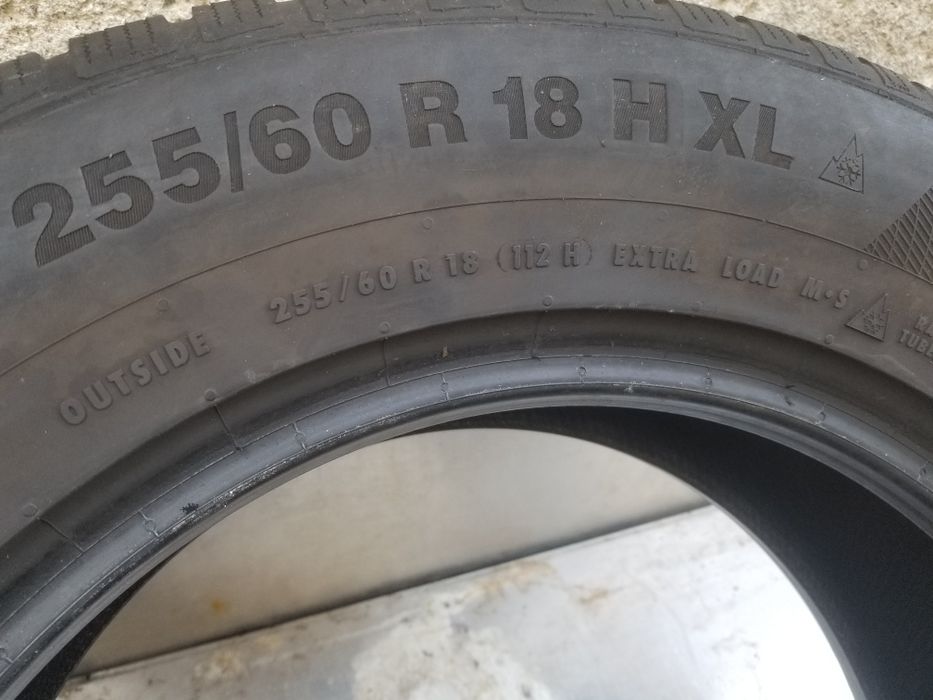 255/60 R 18 H XL
OUTSIDE 255/60 R 18 (112 H) EXTRA LOAD M•S